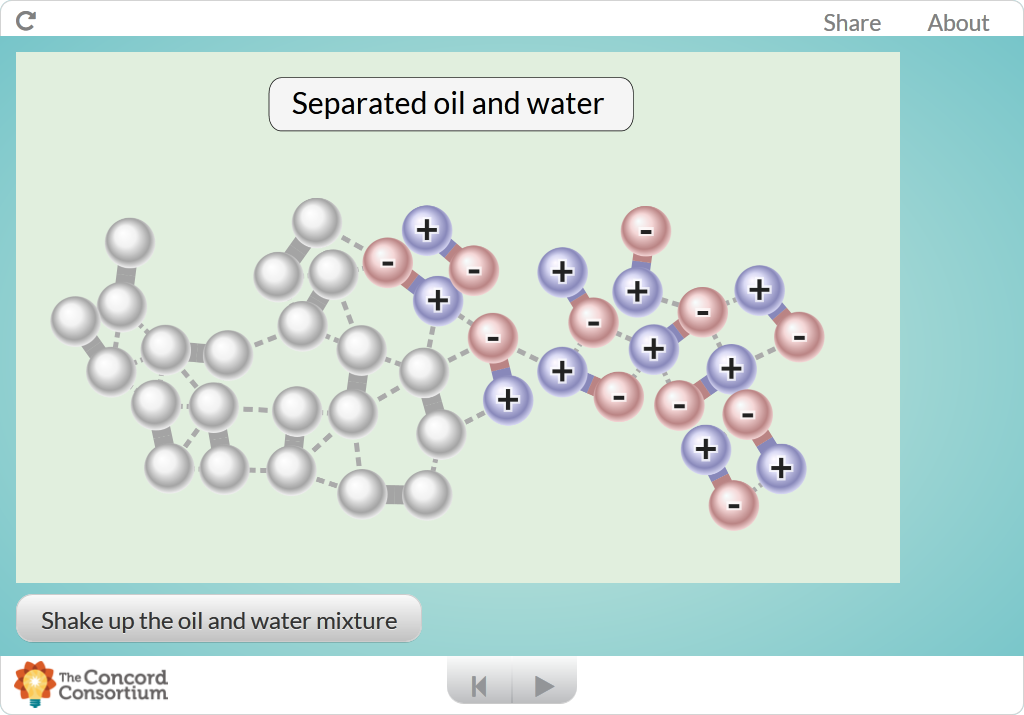 Share About
Separated oil and water
+
- + -
+ -
+ + -
- - +
- + -
+ + - -
+ - -
+ +
-
Shake up the oil and water mixture
The Concord
Consortium